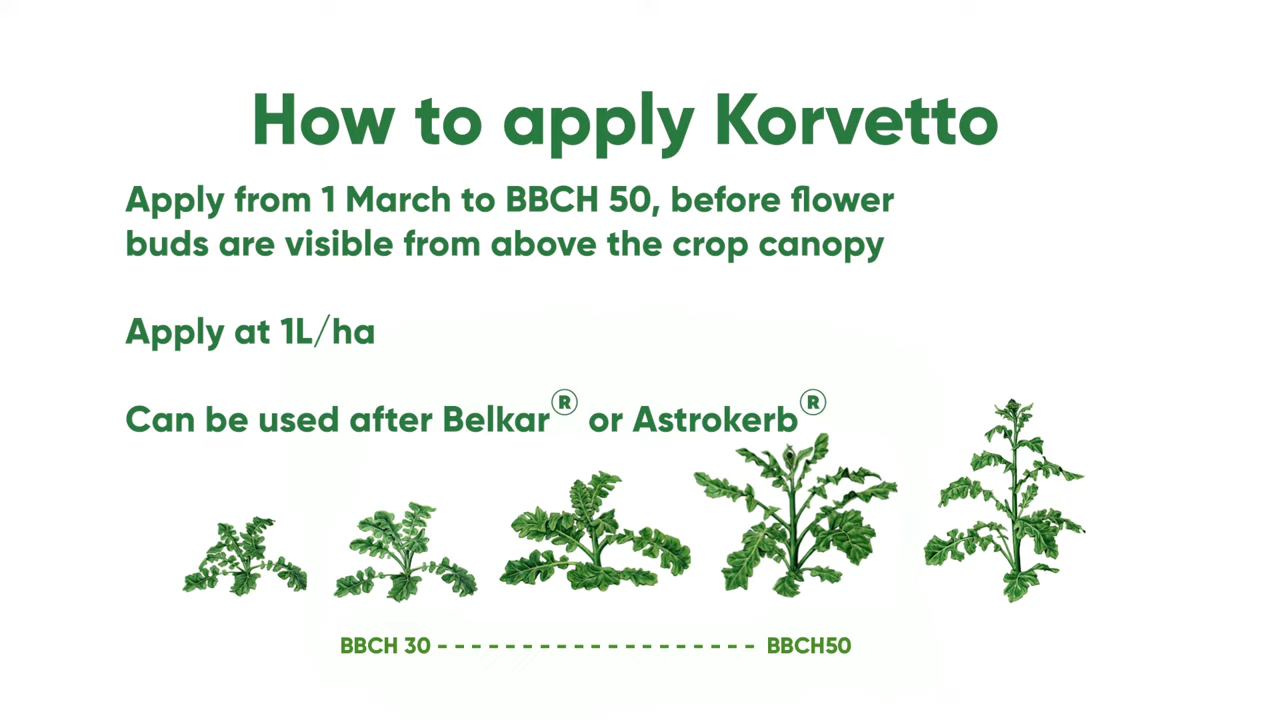 How to apply Korvetto
Apply from 1 March to BBCH 50, before flower
buds are visible from above the crop canopy
Apply at 1L/ha
Can be used after Belkar® or Astrokerb®
BBCH 30 - - - - - - - - - - - - - - - - - - - BBCH50